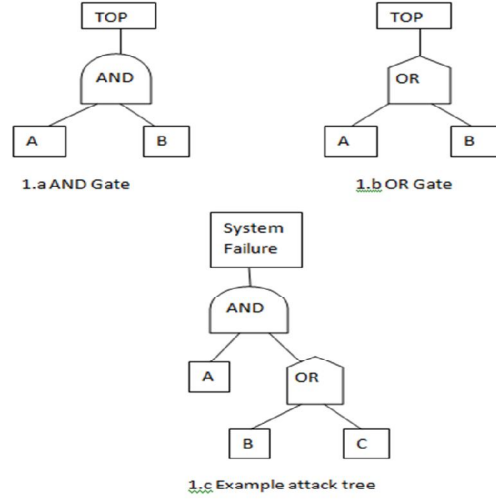 TOP TOP
AND OR
A B A B
1.a AND Gate 1.b OR Gate
System
Failure
AND
A OR
B C
1.c Example attack tree